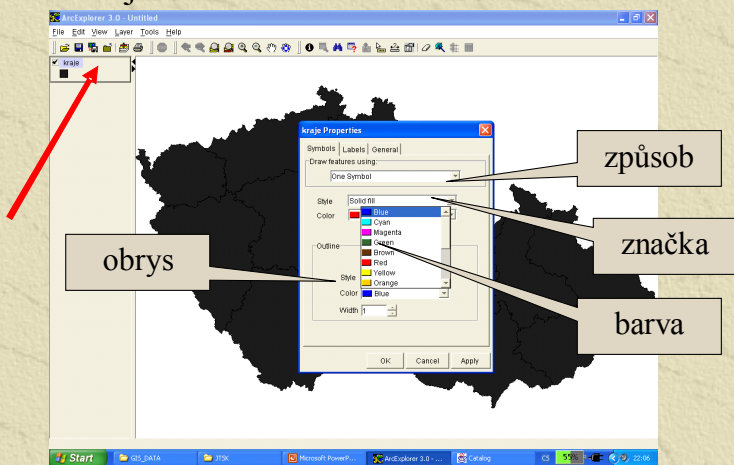 ArcExplorer 3.0 - Untitled
File Edit View Layer Tools Help
kraje
kraje Properties
Symbols Labels General
Draw features using:
One Symbol
způsob
Style Solid fill
Color
Blue
Cyan
Magenta
Green
Brown
Red
Yellow
Orange
značka
obrys
Outline
Style
Color Blue
Width 1
barva
OK Cancel Apply
Start GIS_DATA JTSK Microsoft PowerP... ArcExplorer 3.0 - ... Catalog CS 55% 22:06